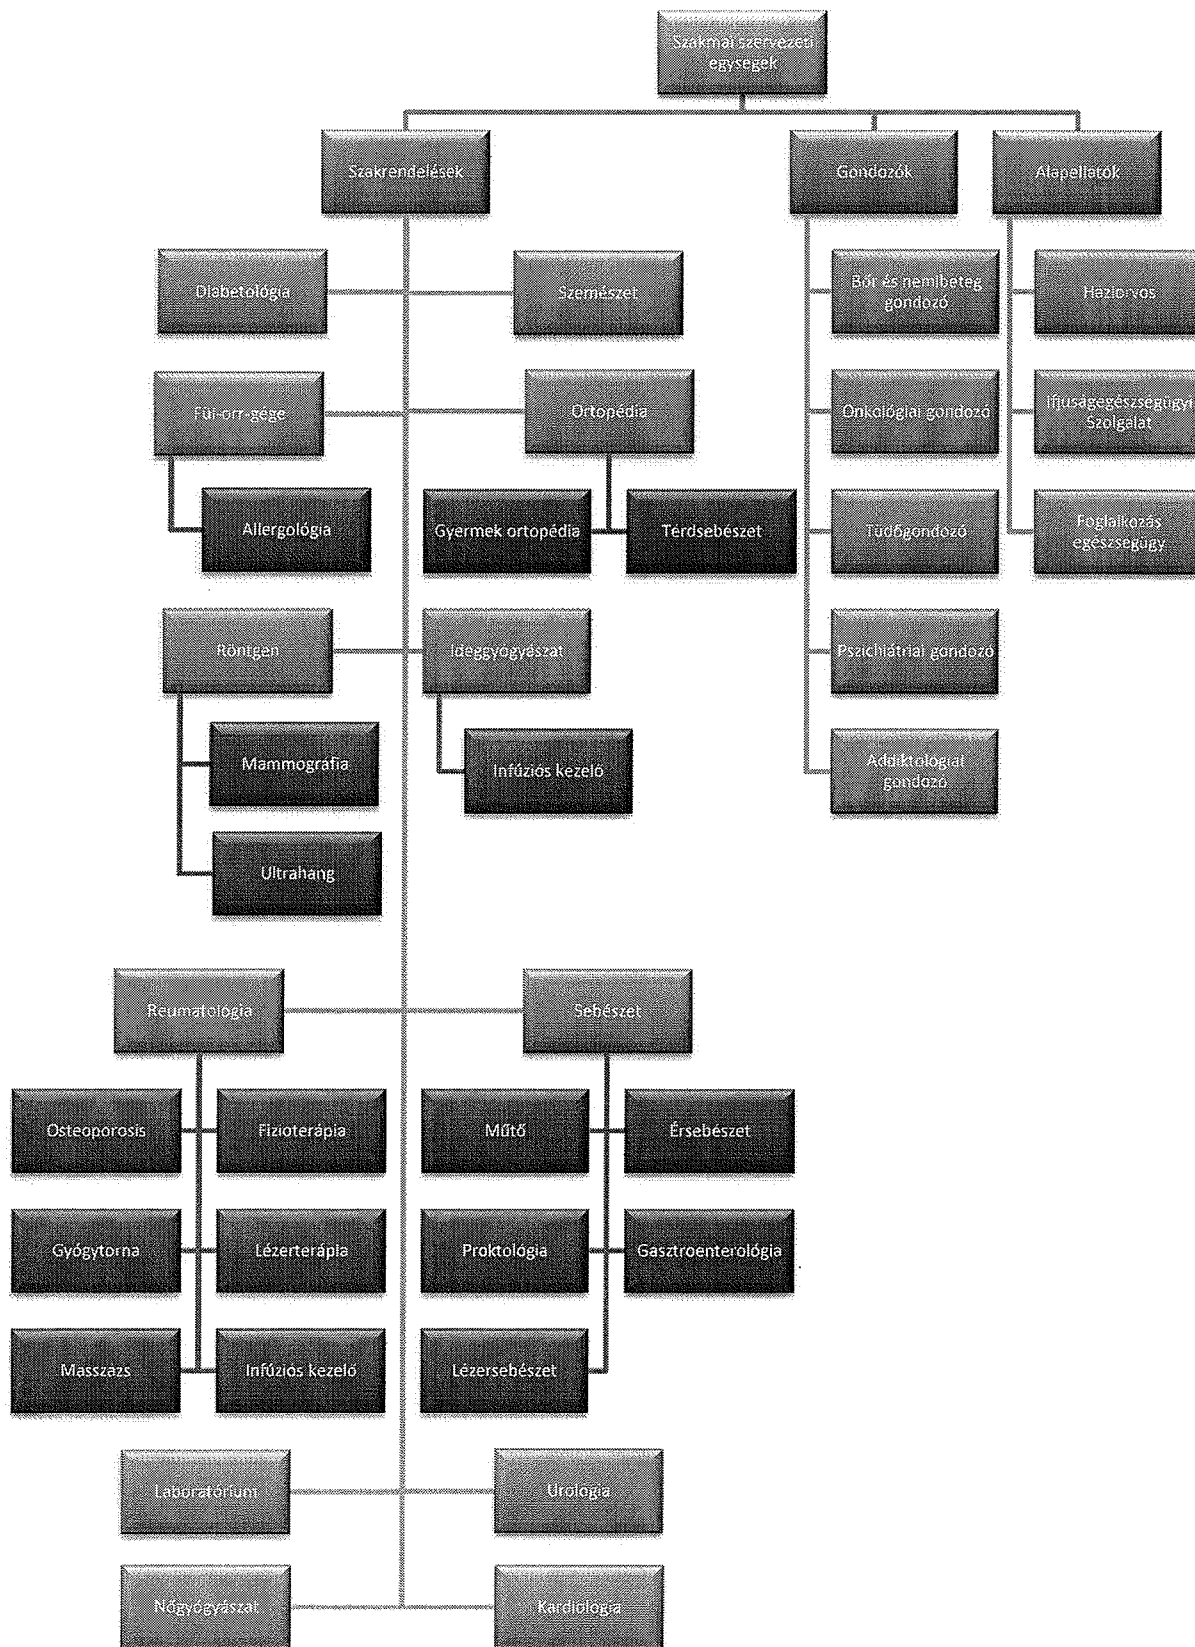 Szakmai szervezeti
egységek
Szakrendelések
Gondozók
Alapellátók
Diabetológia
Szemészet
Bőr és nemibeteg
gondozó
Háziorvos
Fül-orr-gége
Ortopédia
Onkológiai gondozó
Ifjúságegészségügyi
Szolgálat
Allergológia
Gyermek ortopédia
Térdsebészet
Tüdőgondozó
Foglalkozás
egészségügy
Röntgen
Ideggyógyászat
Pszichiátriai gondozó
Mammográfia
Infúziós kezelő
Addiktológiai
gondozó
Ultrahang
Reumatológia
Sebészet
Osteoporosis
Fizioterápia
Műtő
Érsebészet
Gyógytorna
Lézerterápia
Proktológia
Gasztroenterológia
Masszázs
Infúziós kezelő
Lézersebészet
Laboratórium
Urológia
Nőgyógyászat
Kardiológia